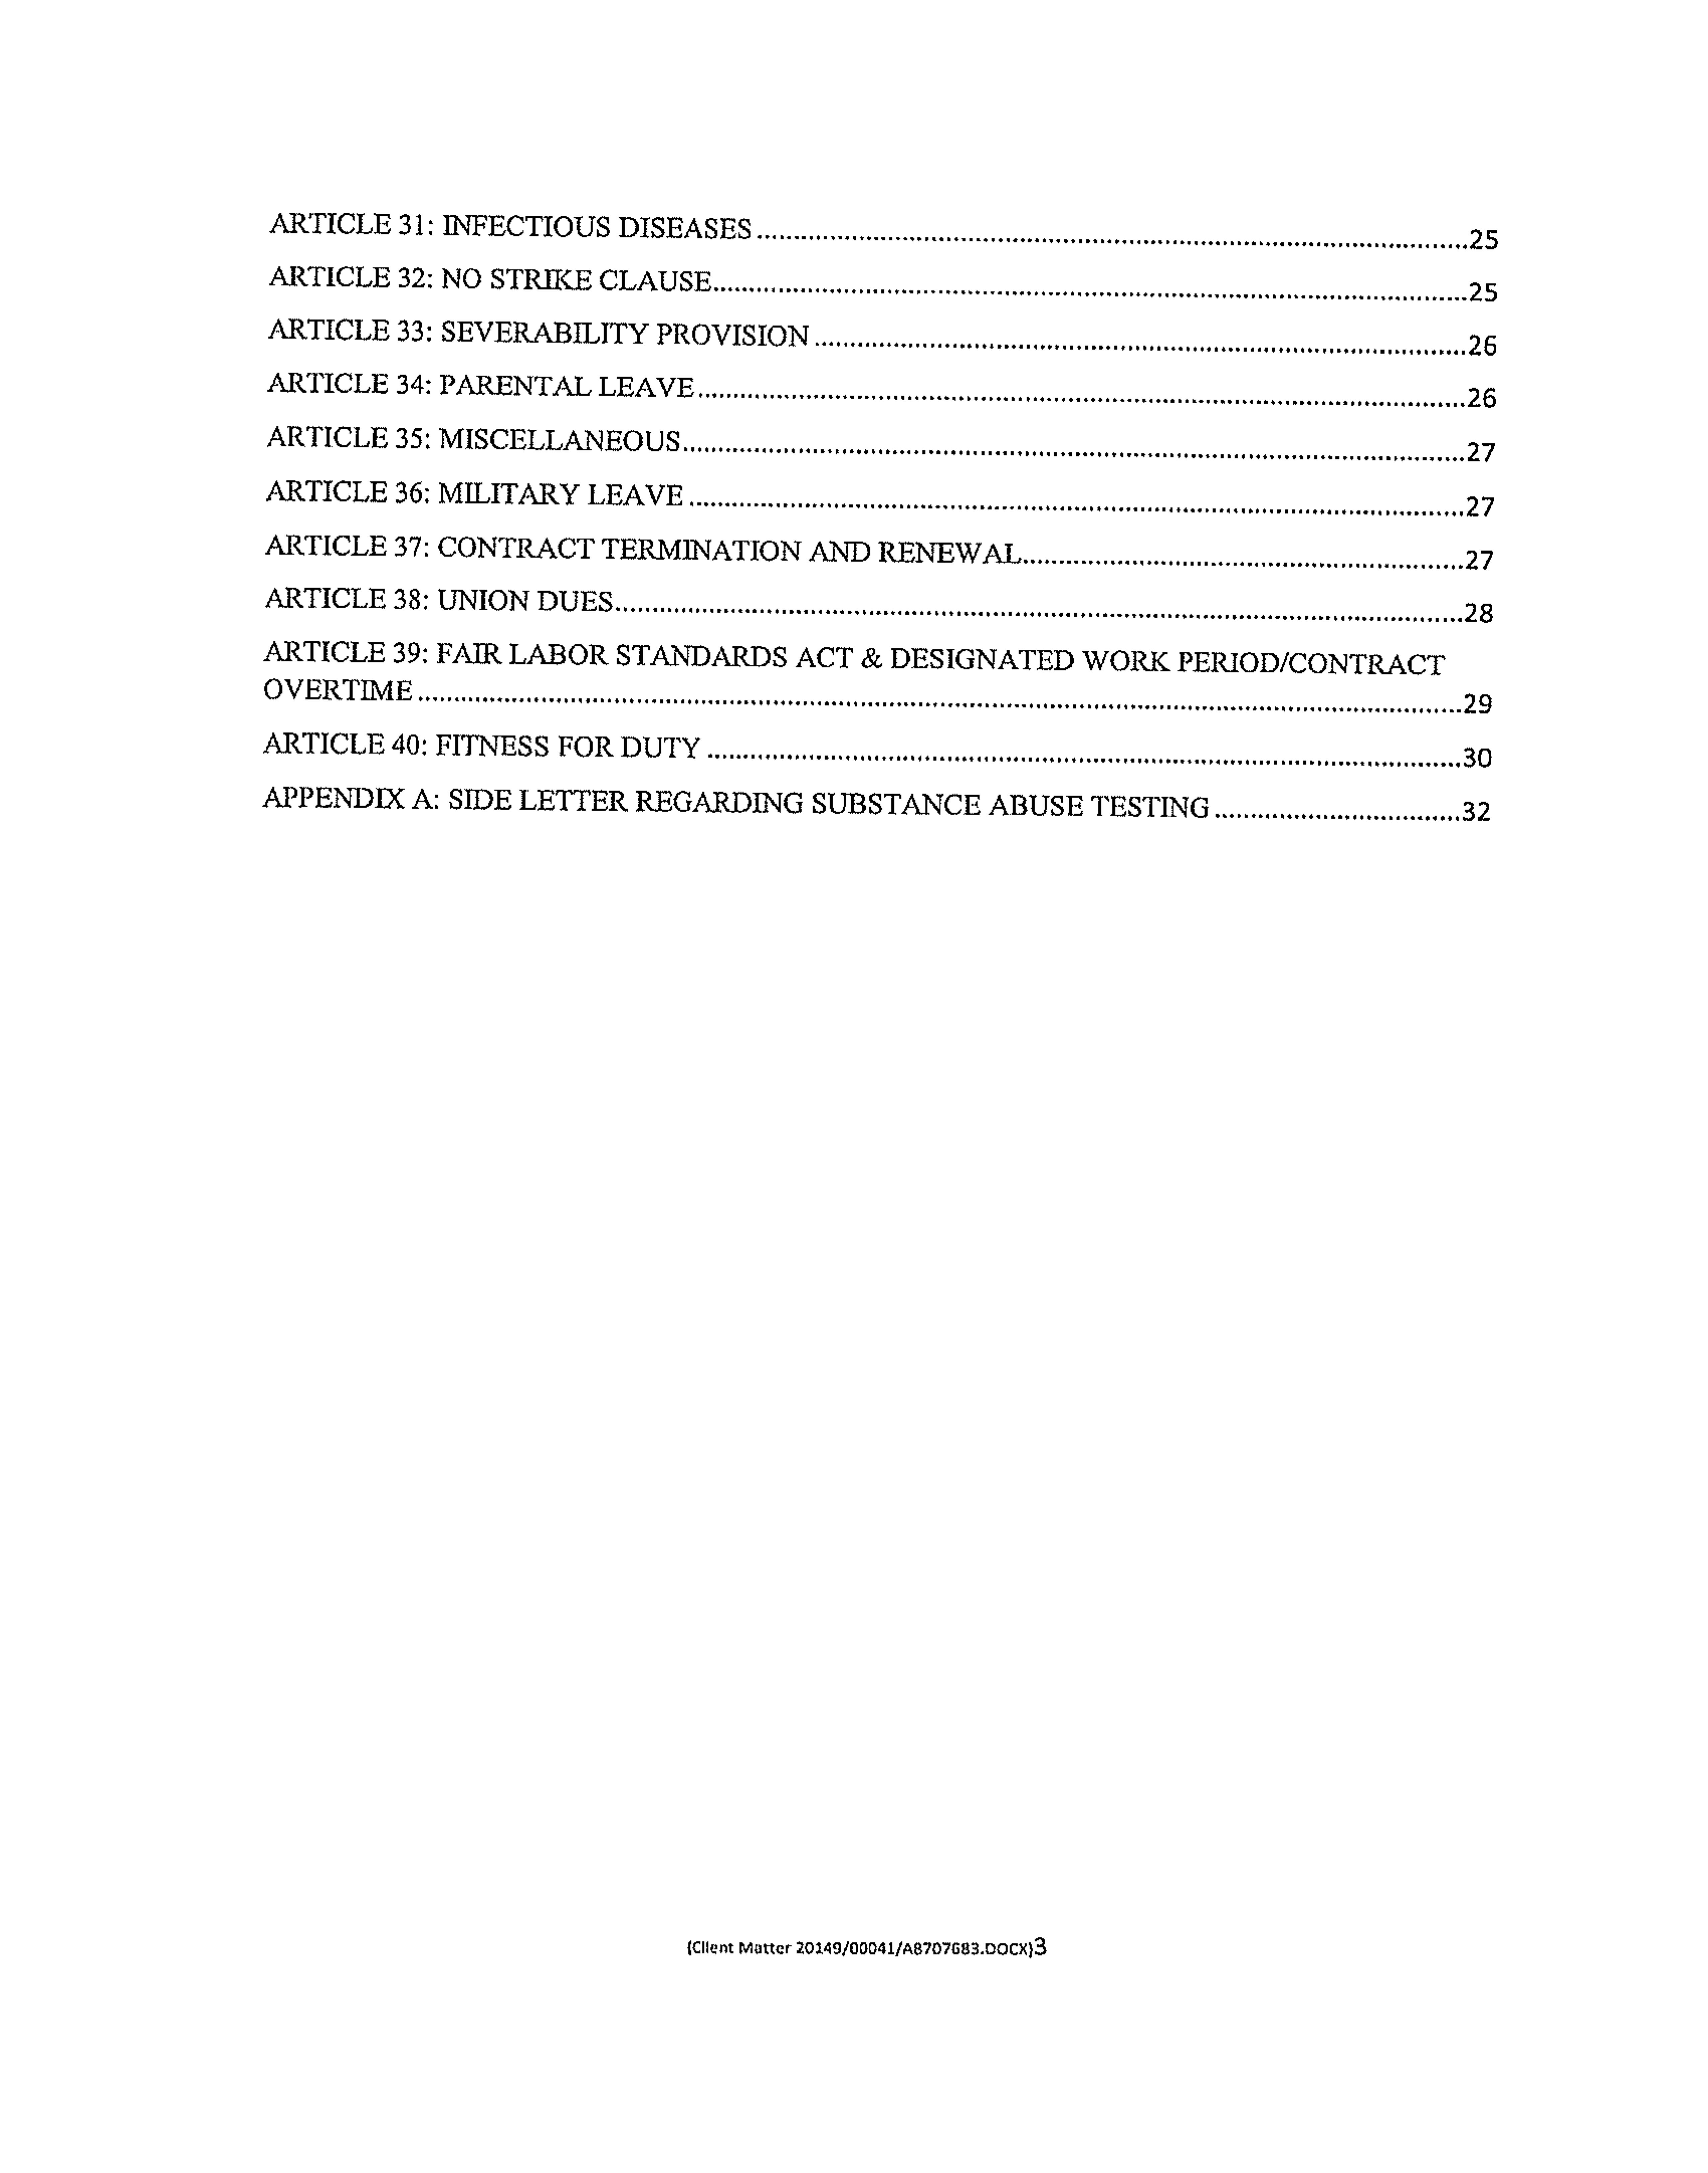 ARTICLE 31: INFECTIOUS DISEASES....................25
ARTICLE 32: NO STRIKE CLAUSE....................25
ARTICLE 33: SEVERABILITY PROVISION....................26
ARTICLE 34: PARENTAL LEAVE....................26
ARTICLE 35: MISCELLANEOUS....................27
ARTICLE 36: MILITARY LEAVE....................27
ARTICLE 37: CONTRACT TERMINATION AND RENEWAL....................27
ARTICLE 38: UNION DUES....................28
ARTICLE 39: FAIR LABOR STANDARDS ACT & DESIGNATED WORK PERIOD/CONTRACT
OVERTIME....................29
ARTICLE 40: FITNESS FOR DUTY....................30
APPENDIX A: SIDE LETTER REGARDING SUBSTANCE ABUSE TESTING....................32
{Client Matter 20149/00041/A8707683.DOCX}3